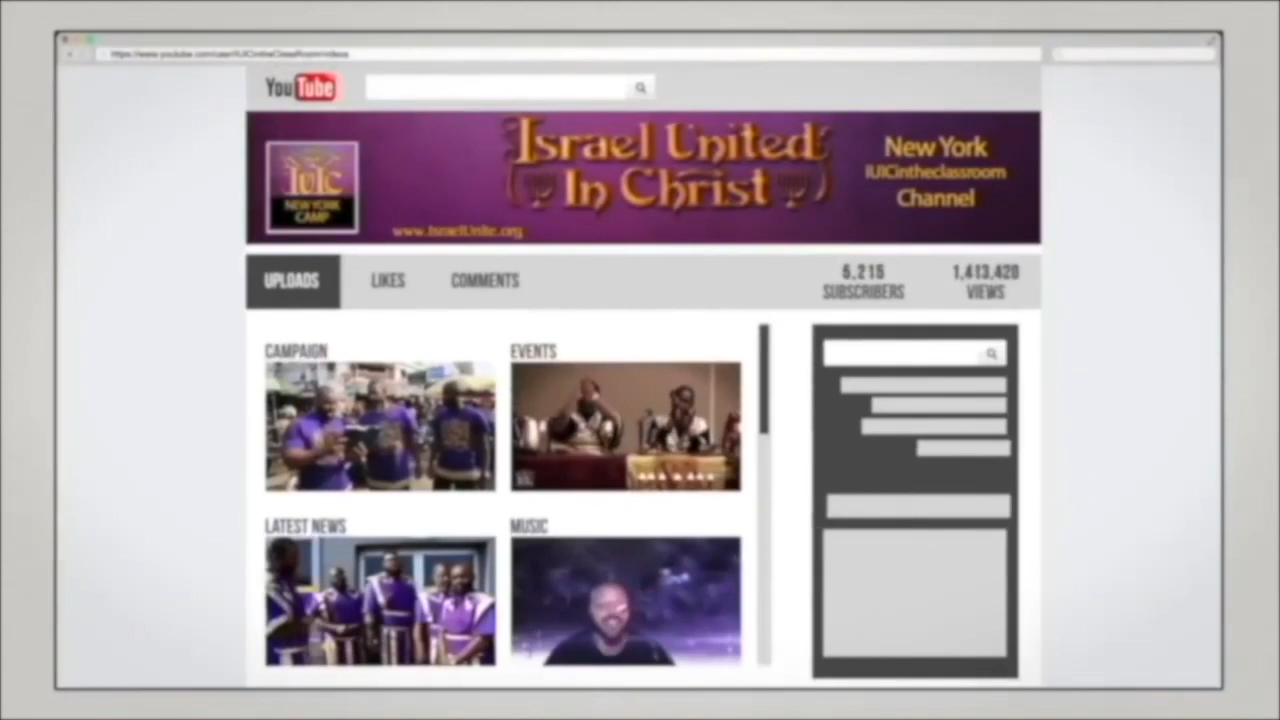 YouTube
Israel United
In Christ
New York
IUICintheclassroom
Channel
IUIC
NEW YORK
CAMP
www.IsraelUnite.org
UPLOADS
LIKES
COMMENTS
5,215
SUBSCRIBERS
1,413,420
VIEWS
CAMPAIGN
EVENTS
LATEST NEWS
MUSIC